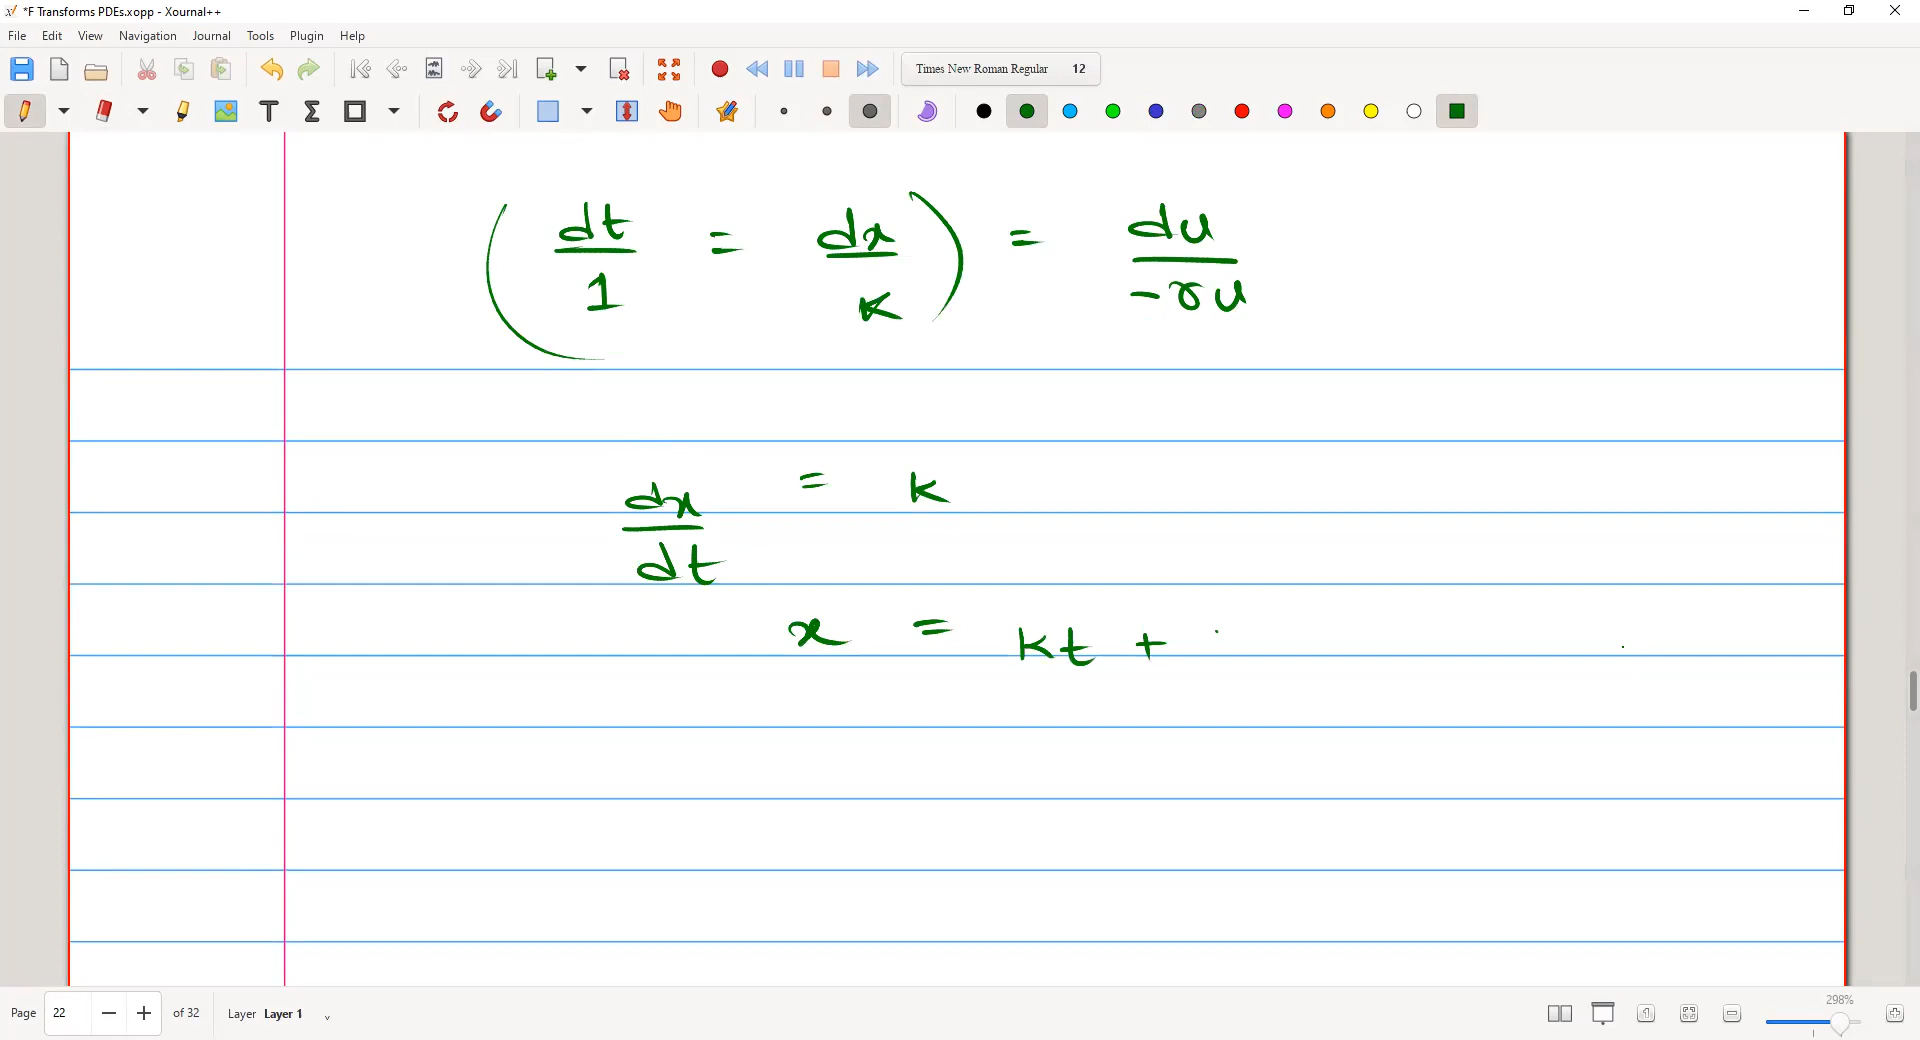 *F Transforms PDEs.xopp - Xournal++
File Edit View Navigation Journal Tools Plugin Help
Times New Roman Regular 12
T Σ
dt/1 = dx/k = du/-γu
dx/dt = k
x = kt +
Page 22 of 32 Layer Layer 1 298%